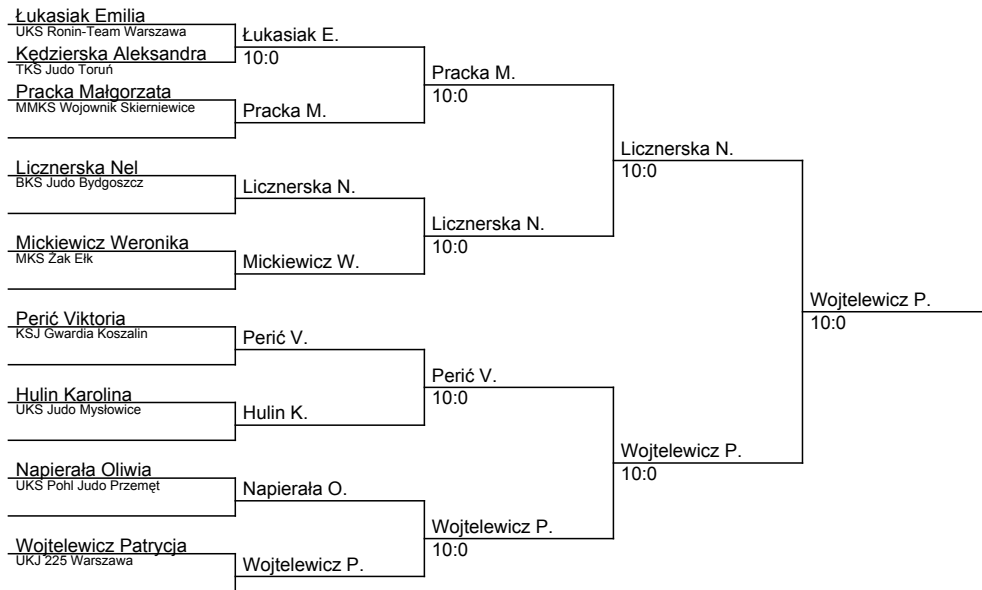 Łukasiak Emilia
UKS Ronin-Team Warszawa
Kędzierska Aleksandra
TKS Judo Toruń
Pracka Małgorzata
MMKS Wojownik Skierniewice
Licznerska Nel
BKS Judo Bydgoszcz
Mickiewicz Weronika
MKS Żak Ełk
Perić Viktoria
KSJ Gwardia Koszalin
Hulin Karolina
UKS Judo Mysłowice
Napierała Oliwia
UKS Pohl Judo Przemęt
Wojtelewicz Patrycja
UKJ 225 Warszawa
Łukasiak E.
10:0
Pracka M.
Licznerska N.
Mickiewicz W.
Perić V.
Hulin K.
Napierała O.
Wojtelewicz P.
Pracka M.
10:0
Licznerska N.
10:0
Perić V.
10:0
Wojtelewicz P.
10:0
Licznerska N.
10:0
Wojtelewicz P.
10:0
Wojtelewicz P.
10:0